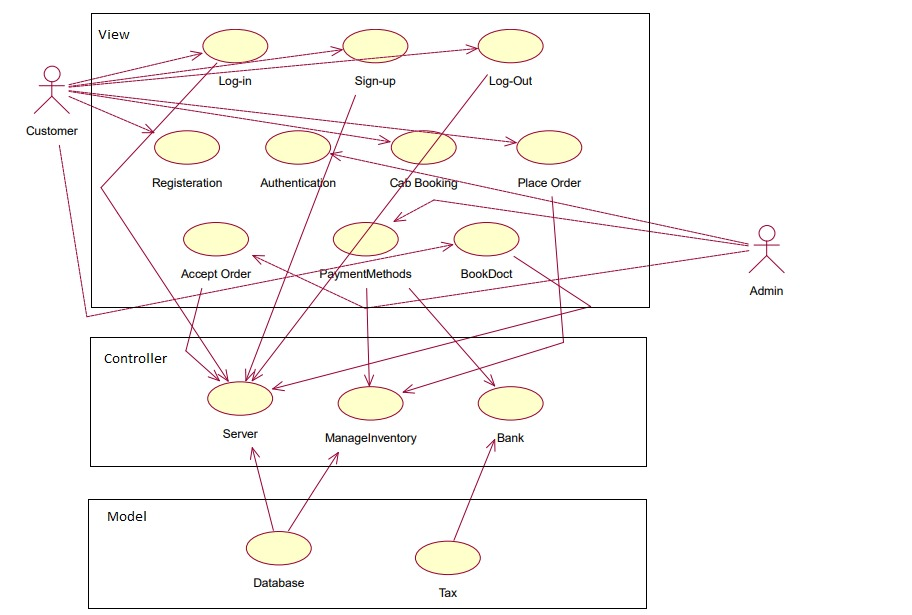 View
Log-in
Sign-up
Log-Out
Customer
Registeration
Authentication
Cab Booking
Place Order
Accept Order
PaymentMethods
BookDoct
Admin
Controller
Server
ManageInventory
Bank
Model
Database
Tax